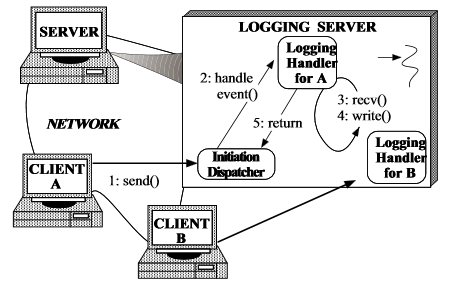 SERVER
LOGGING SERVER
Logging
Handler
for A
2: handle
event()
3: recv()
4: write()
5: return
NETWORK
Initiation
Dispatcher
Logging
Handler
for B
CLIENT
A
1: send()
CLIENT
B